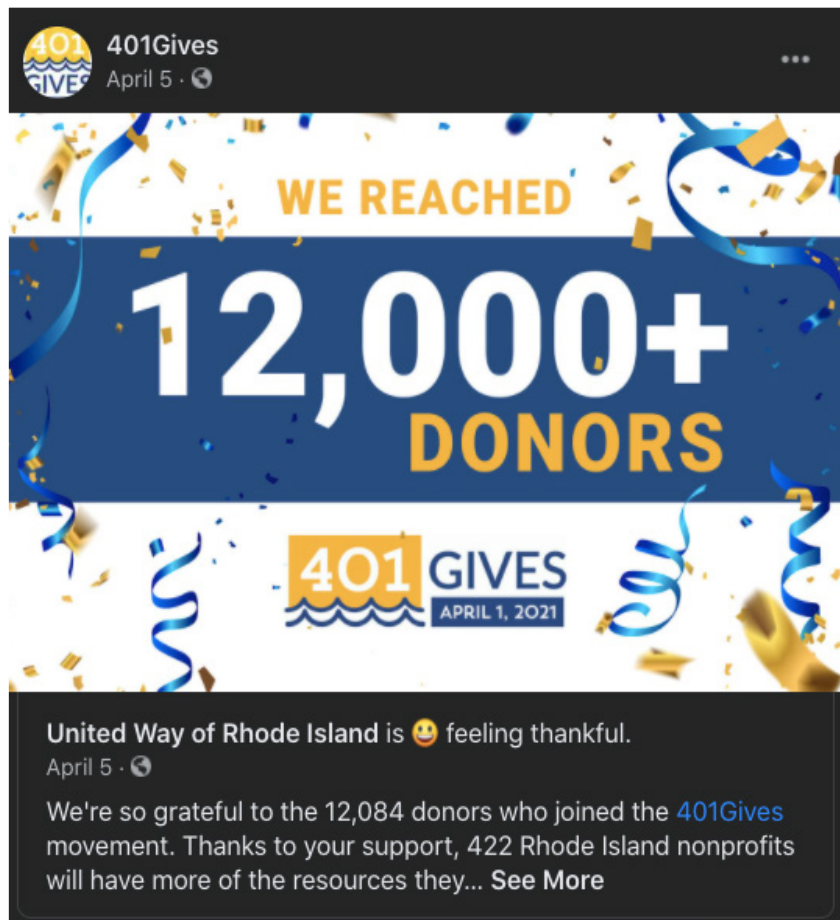 401
GIVES
401Gives
April 5 ·
WE REACHED
12,000+
DONORS
401 GIVES
APRIL 1, 2021
United Way of Rhode Island is 😀 feeling thankful.
April 5 ·
We're so grateful to the 12,084 donors who joined the 401Gives
movement. Thanks to your support, 422 Rhode Island nonprofits
will have more of the resources they... See More